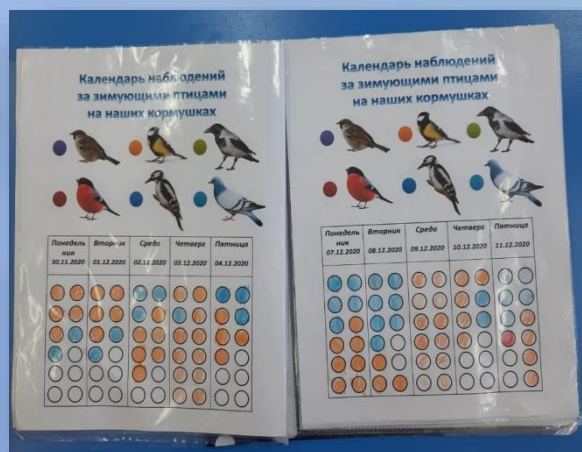 Календарь наблюдений
за зимующими птицами
на наших кормушках
Понедель
ник
30.11.2020
Вторник
01.12.2020
Среда
02.12.2020
Четверг
03.12.2020
Пятница
04.12.2020
Календарь наблюдений
за зимующими птицами
на наших кормушках
Понедель
ник
07.12.2020
Вторник
08.12.2020
Среда
09.12.2020
Четверг
10.12.2020
Пятница
11.12.2020